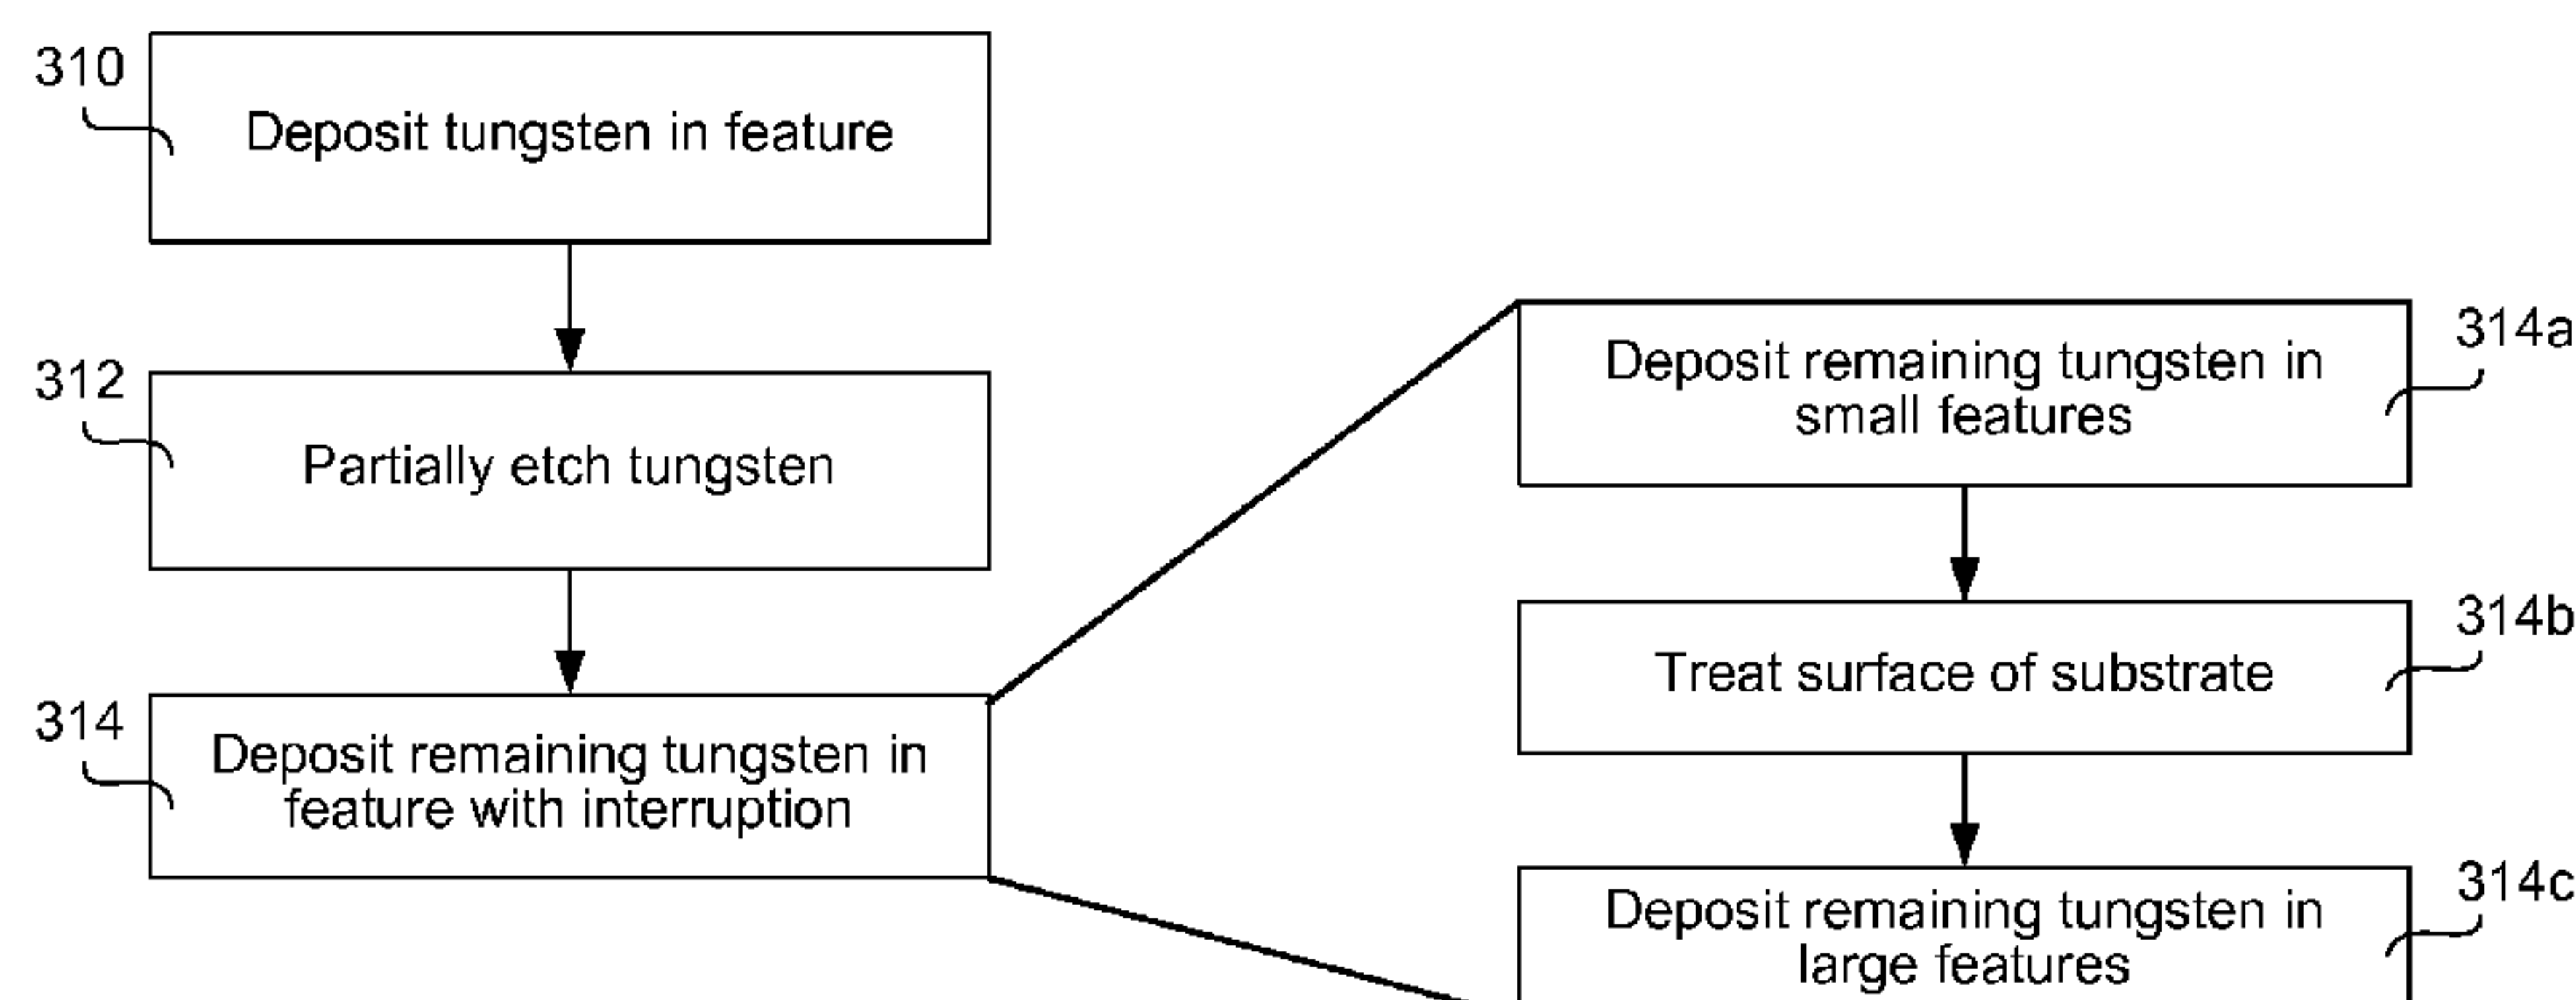 310
Deposit tungsten in feature
312
Partially etch tungsten
314
Deposit remaining tungsten in
feature with interruption
314a
Deposit remaining tungsten in
small features
314b
Treat surface of substrate
314c
Deposit remaining tungsten in
large features